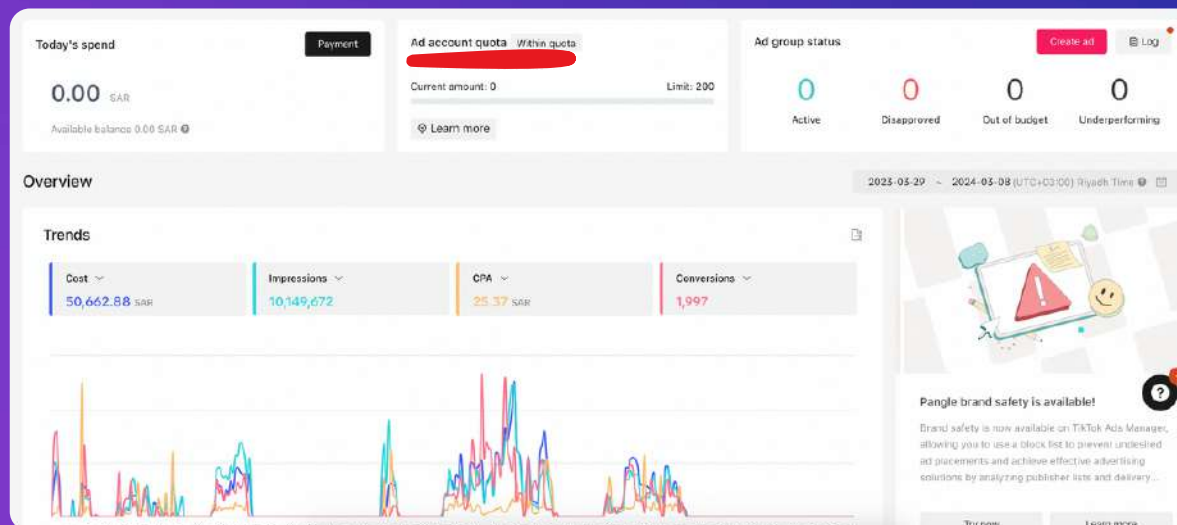 Today's spend
Payment
0.00 SAR
Available balance 0.00 SAR
Ad account quota Within quota
Current amount: 0
Limit: 200
Learn more
Ad group status
Create ad
Log
0 0 0 0
Active Disapproved Out of budget Underperforming
Overview
2023-03-29 ~ 2024-03-08 (UTC+03:00) Riyadh Time
Trends
Cost
50,662.88 SAR
Impressions
10,149,672
CPA
25.37 SAR
Conversions
1,997
Pangle brand safety is available!
Brand safety is now available on TikTok Ads Manager,
allowing you to use a block list to prevent undesired
ad placements and achieve effective advertising
solutions by analyzing publisher lists and delivery...
Try now
Learn more